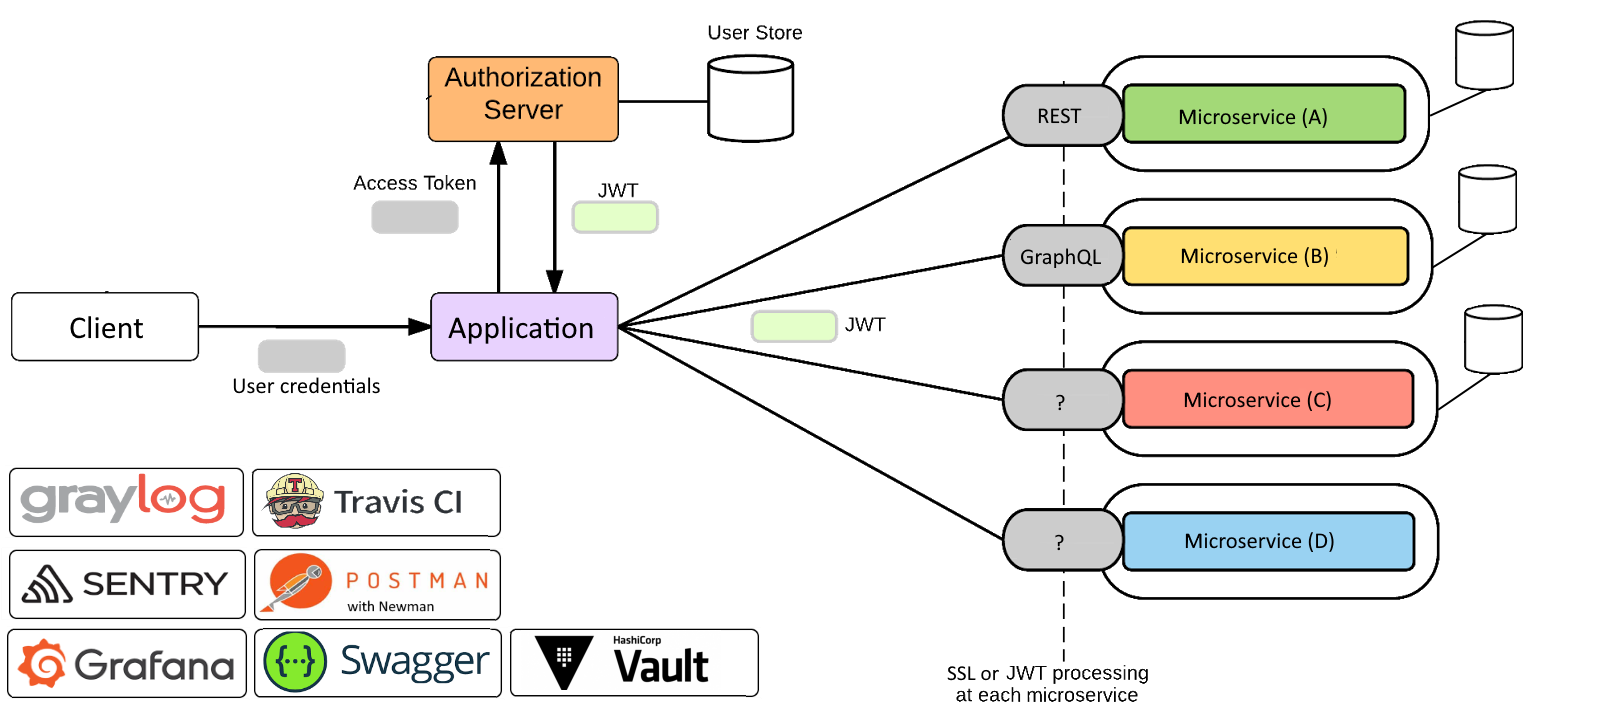 User Store
Authorization
Server
Access Token
JWT
Client
User credentials
Application
JWT
REST
Microservice (A)
GraphQL
Microservice (B)
?
Microservice (C)
?
Microservice (D)
SSL or JWT processing
at each microservice
graylog
Travis CI
SENTRY
POSTMAN
with Newman
Grafana
{···}
Swagger
HashiCorp
Vault
T